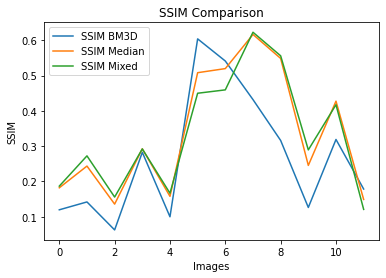 SSIM Comparison
SSIM BM3D
SSIM Median
SSIM Mixed
SSIM
0.6
0.5
0.4
0.3
0.2
0.1
0 2 4 6 8 10
Images